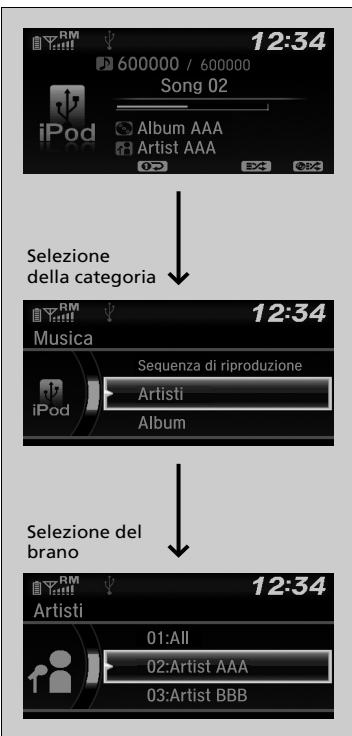 RM 12:34
600000 / 600000
Song 02
iPod
Album AAA
Artist AAA
Selezione
della categoria
RM 12:34
Musica
Sequenza di riproduzione
iPod
Artisti
Album
Selezione del
brano
RM 12:34
Artisti
01:All
02:Artist AAA
03:Artist BBB